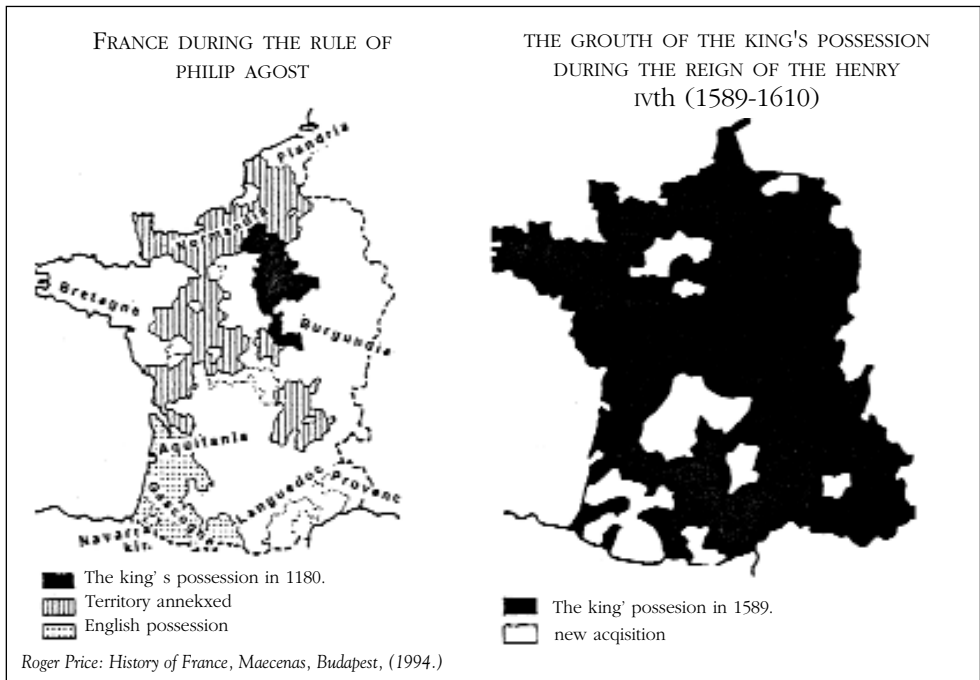 FRANCE DURING THE RULE OF
PHILIP AGOST
Flandria
Normandia
Bretagne
Burgundia
Aquitania
Gascogne
Languedoc
Provenc
Navarra
kir.
The king' s possession in 1180.
Territory annekxed
English possession
THE GROUTH OF THE KING'S POSSESSION
DURING THE REIGN OF THE HENRY
IVth (1589-1610)
The king' possesion in 1589.
new acqisition
Roger Price: History of France, Maecenas, Budapest, (1994.)